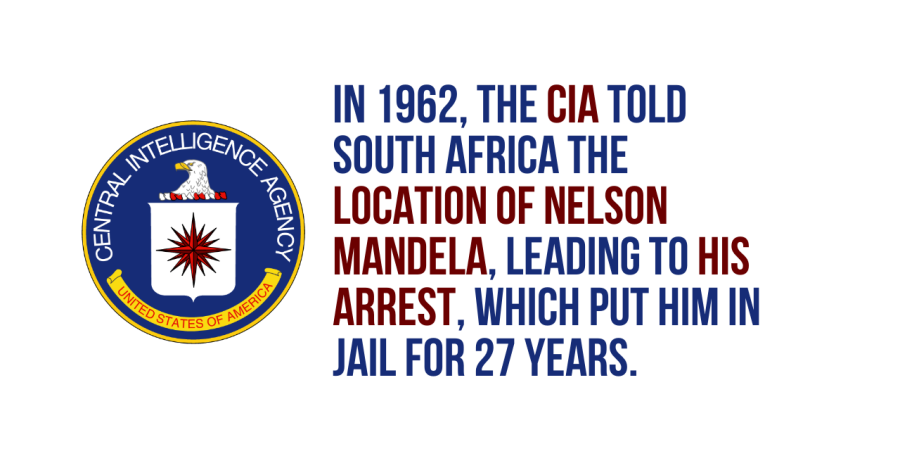 CENTRAL INTELLIGENCE AGENCY
UNITED STATES OF AMERICA
IN 1962, THE CIA TOLD
SOUTH AFRICA THE
LOCATION OF NELSON
MANDELA, LEADING TO HIS
ARREST, WHICH PUT HIM IN
JAIL FOR 27 YEARS.